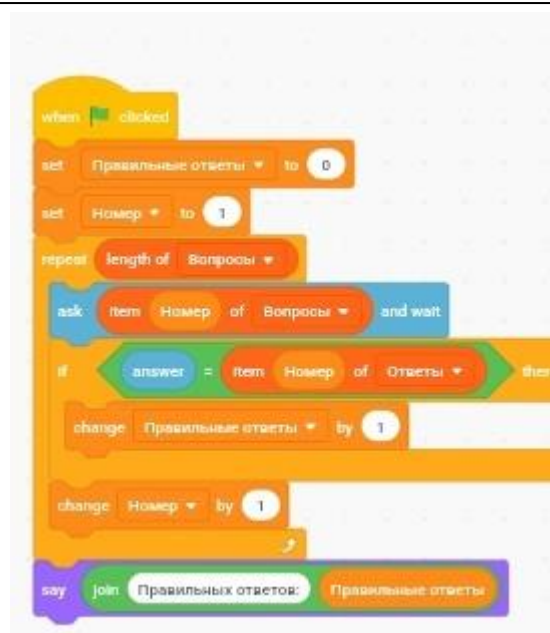 when clicked
set Правильные ответы to 0
set Номер to 1
repeat length of Вопросы
ask item Номер of Вопросы and wait
if answer = item Номер of Ответы then
change Правильные ответы by 1
change Номер by 1
say join Правильных ответов: Правильные ответы